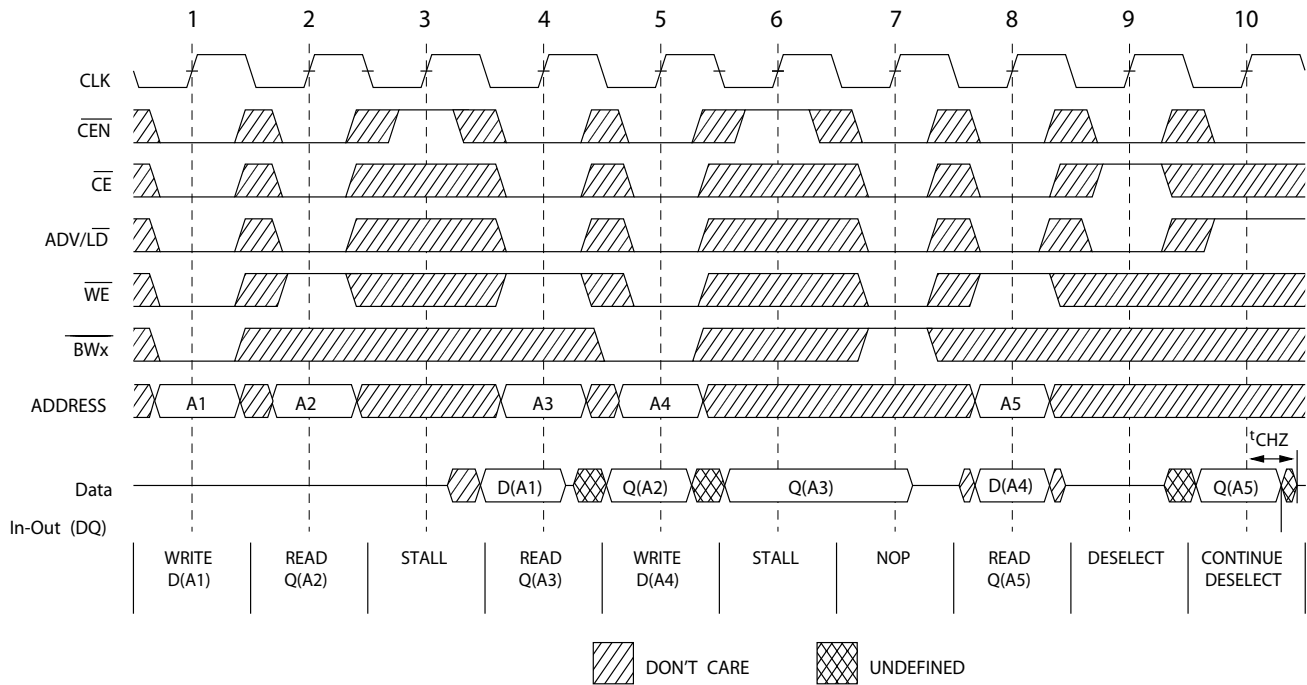 1 2 3 4 5 6 7 8 9 10
CLK
CEN
CE
ADV/LD
WE
BWx
ADDRESS A1 A2 A3 A4 A5
tCHZ
Data D(A1) Q(A2) Q(A3) D(A4) Q(A5)
In-Out (DQ)
WRITE READ STALL READ WRITE STALL NOP READ DESELECT CONTINUE
D(A1) Q(A2) Q(A3) D(A4) Q(A5) DESELECT
DON'T CARE UNDEFINED